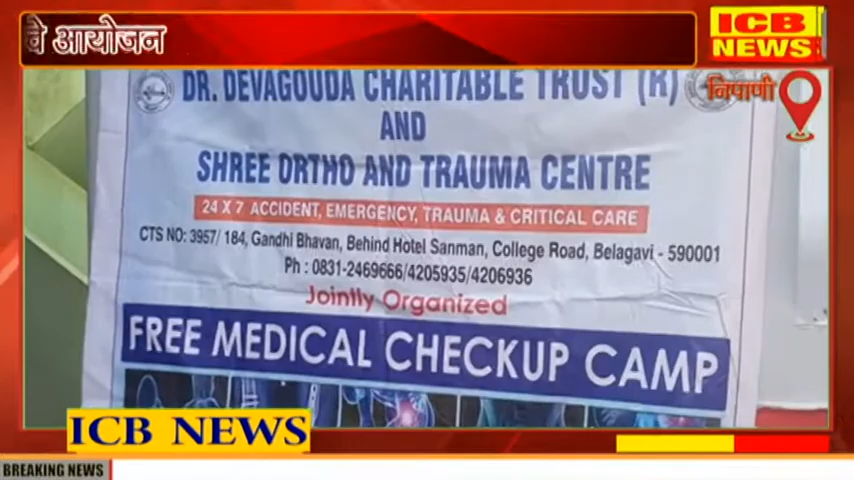 वे आयोजन
ICB
NEWS
निपाणी
DR. DEVAGOUDA CHARITABLE TRUST (R)
AND
SHREE ORTHO AND TRAUMA CENTRE
24 X 7 ACCIDENT, EMERGENCY, TRAUMA & CRITICAL CARE
CTS NO: 3957/ 184, Gandhi Bhavan, Behind Hotel Sanman, College Road, Belagavi - 590001
Ph : 0831-2469666/4205935/4206936
Jointly Organized
FREE MEDICAL CHECKUP CAMP
ICB NEWS
BREAKING NEWS